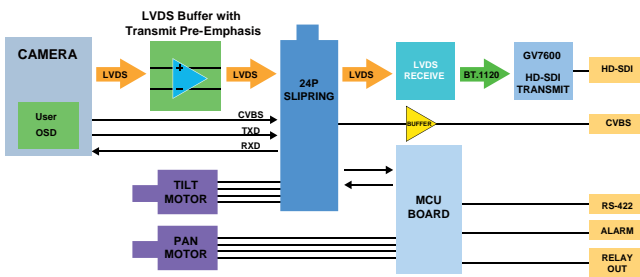 LVDS Buffer with
Transmit Pre-Emphasis
CAMERA
LVDS
LVDS
24P
SLIPRING
LVDS
LVDS
RECEIVE
BT.1120
GV7600
HD-SDI
TRANSMIT
HD-SDI
User
OSD
CVBS
TXD
RXD
BUFFER
CVBS
TILT
MOTOR
MCU
BOARD
RS-422
PAN
MOTOR
ALARM
RELAY
OUT